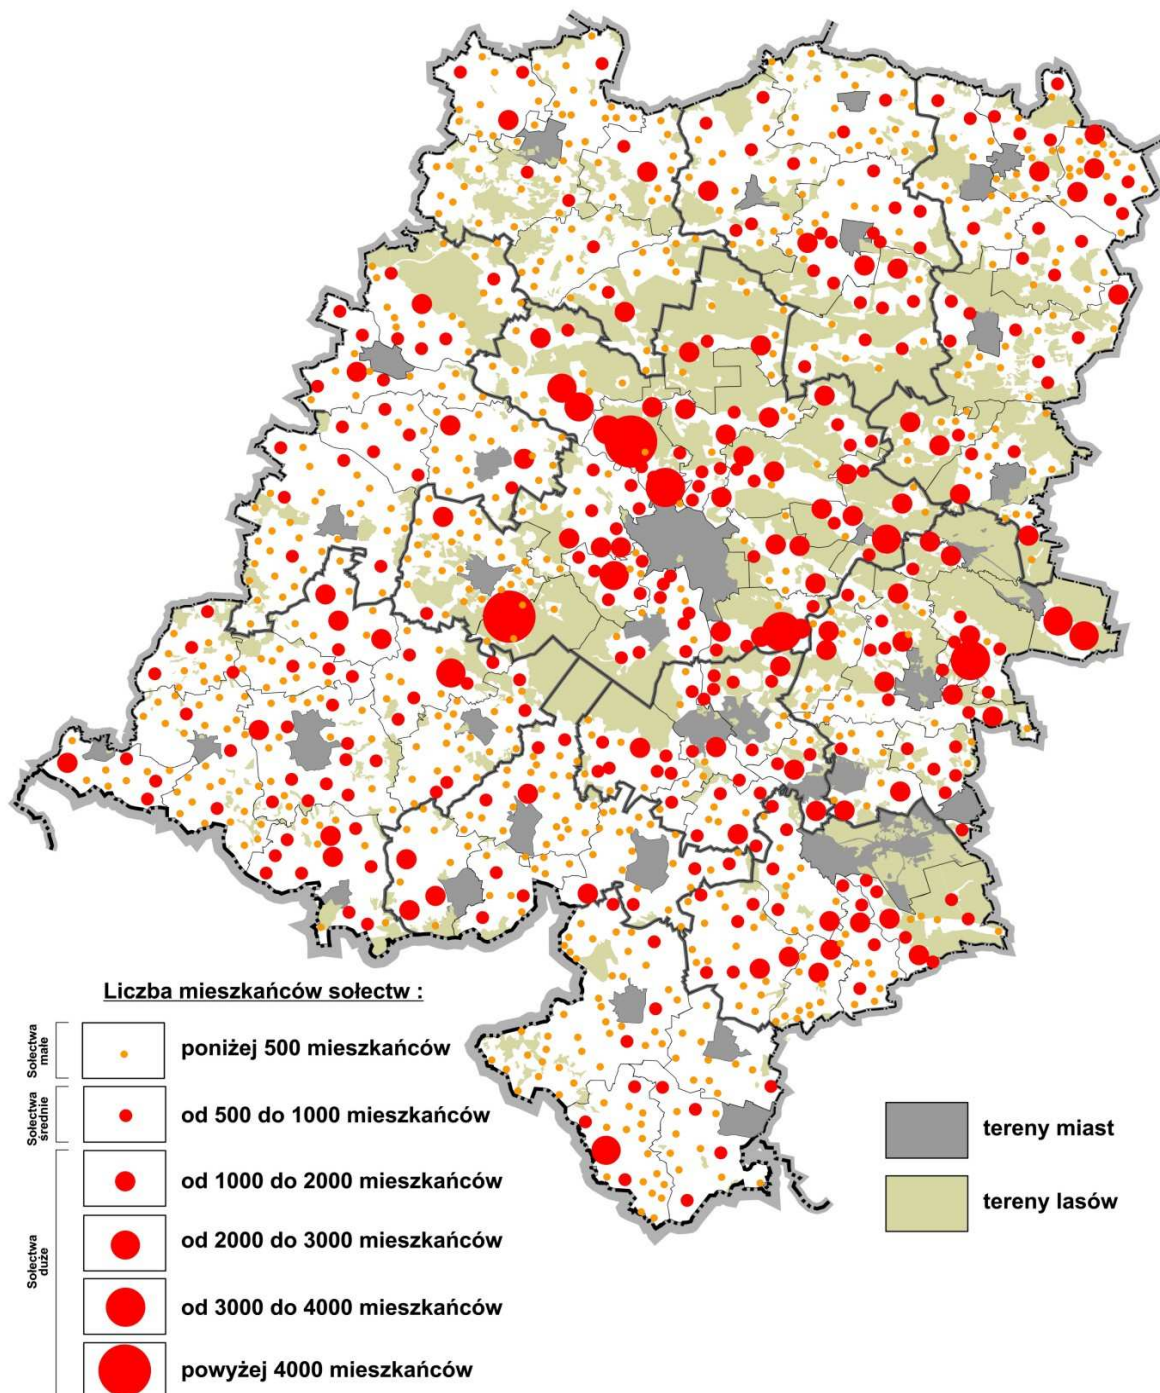 Liczba mieszkańców sołectw :
Sołectwa
małe
poniżej 500 mieszkańców
Sołectwa
średnie
od 500 do 1000 mieszkańców
Sołectwa
duże
od 1000 do 2000 mieszkańców
od 2000 do 3000 mieszkańców
od 3000 do 4000 mieszkańców
powyżej 4000 mieszkańców
tereny miast
tereny lasów